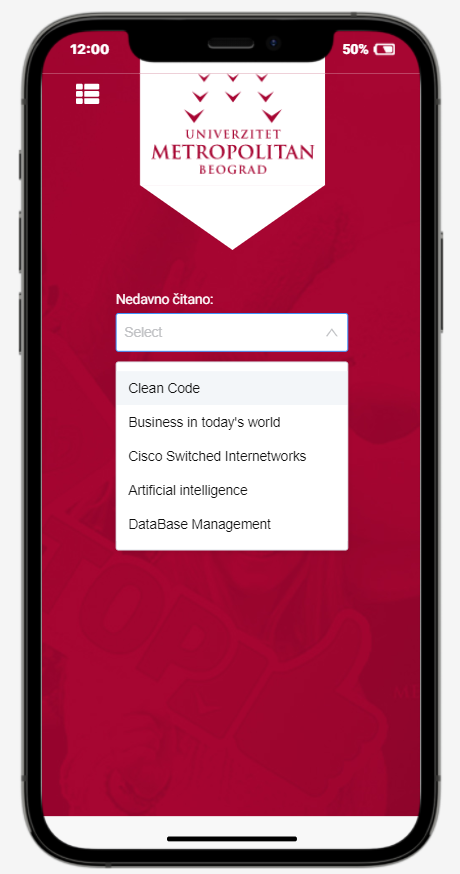 12:00
50%
UNIVERZITET
METROPOLITAN
BEOGRAD
Nedavno čitano:
Select
Clean Code
Business in today's world
Cisco Switched Internetworks
Artificial intelligence
DataBase Management
TOP